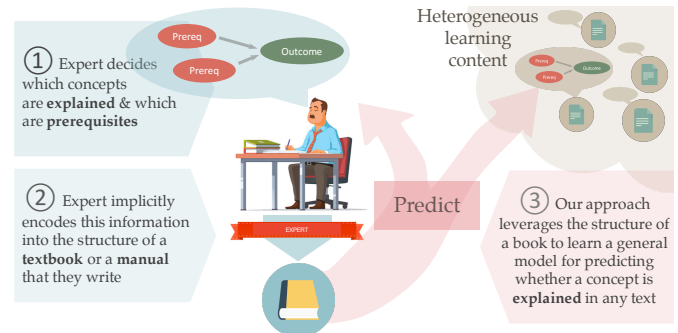 Prereq
Prereq
Outcome
① Expert decides
which concepts
are explained & which
are prerequisites
Heterogeneous
learning
content
Prereq
Prereq
Outcome
② Expert implicitly
encodes this information
into the structure of a
textbook or a manual
that they write
EXPERT
Predict
③ Our approach
leverages the structure of
a book to learn a general
model for predicting
whether a concept is
explained in any text